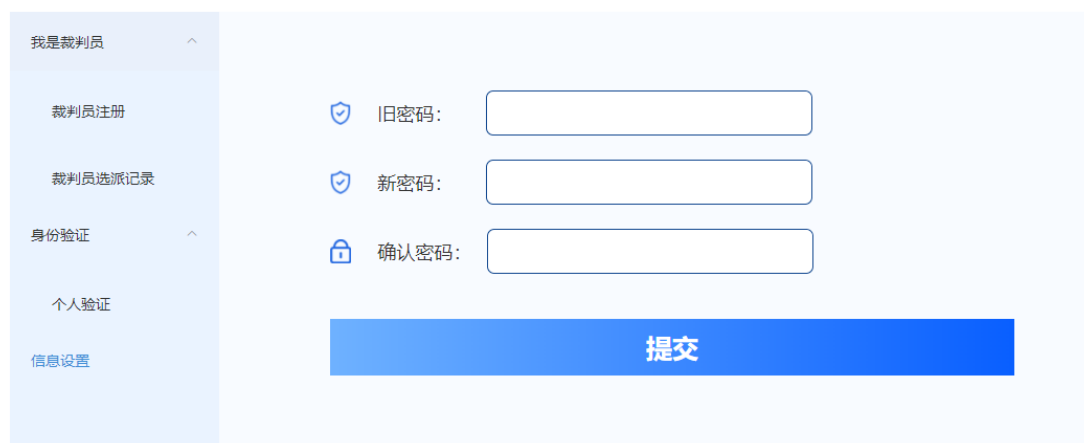 我是裁判员
裁判员注册
裁判员选派记录
身份验证
个人验证
信息设置
旧密码：
新密码：
确认密码：
提交